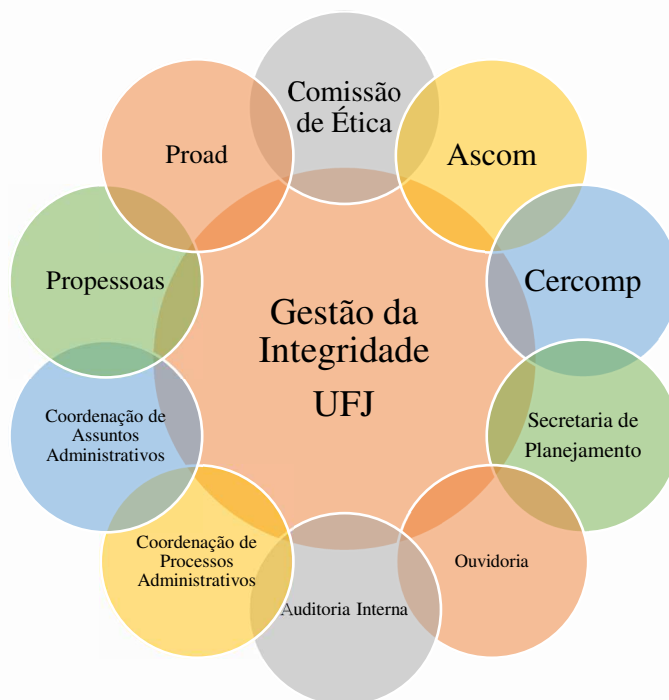 Comissão
de Ética
Proad
Ascom
Propessoas
Cercomp
Gestão da
Integridade
UFJ
Coordenação de
Assuntos
Administrativos
Secretaria de
Planejamento
Coordenação de
Processos
Administrativos
Ouvidoria
Auditoria Interna